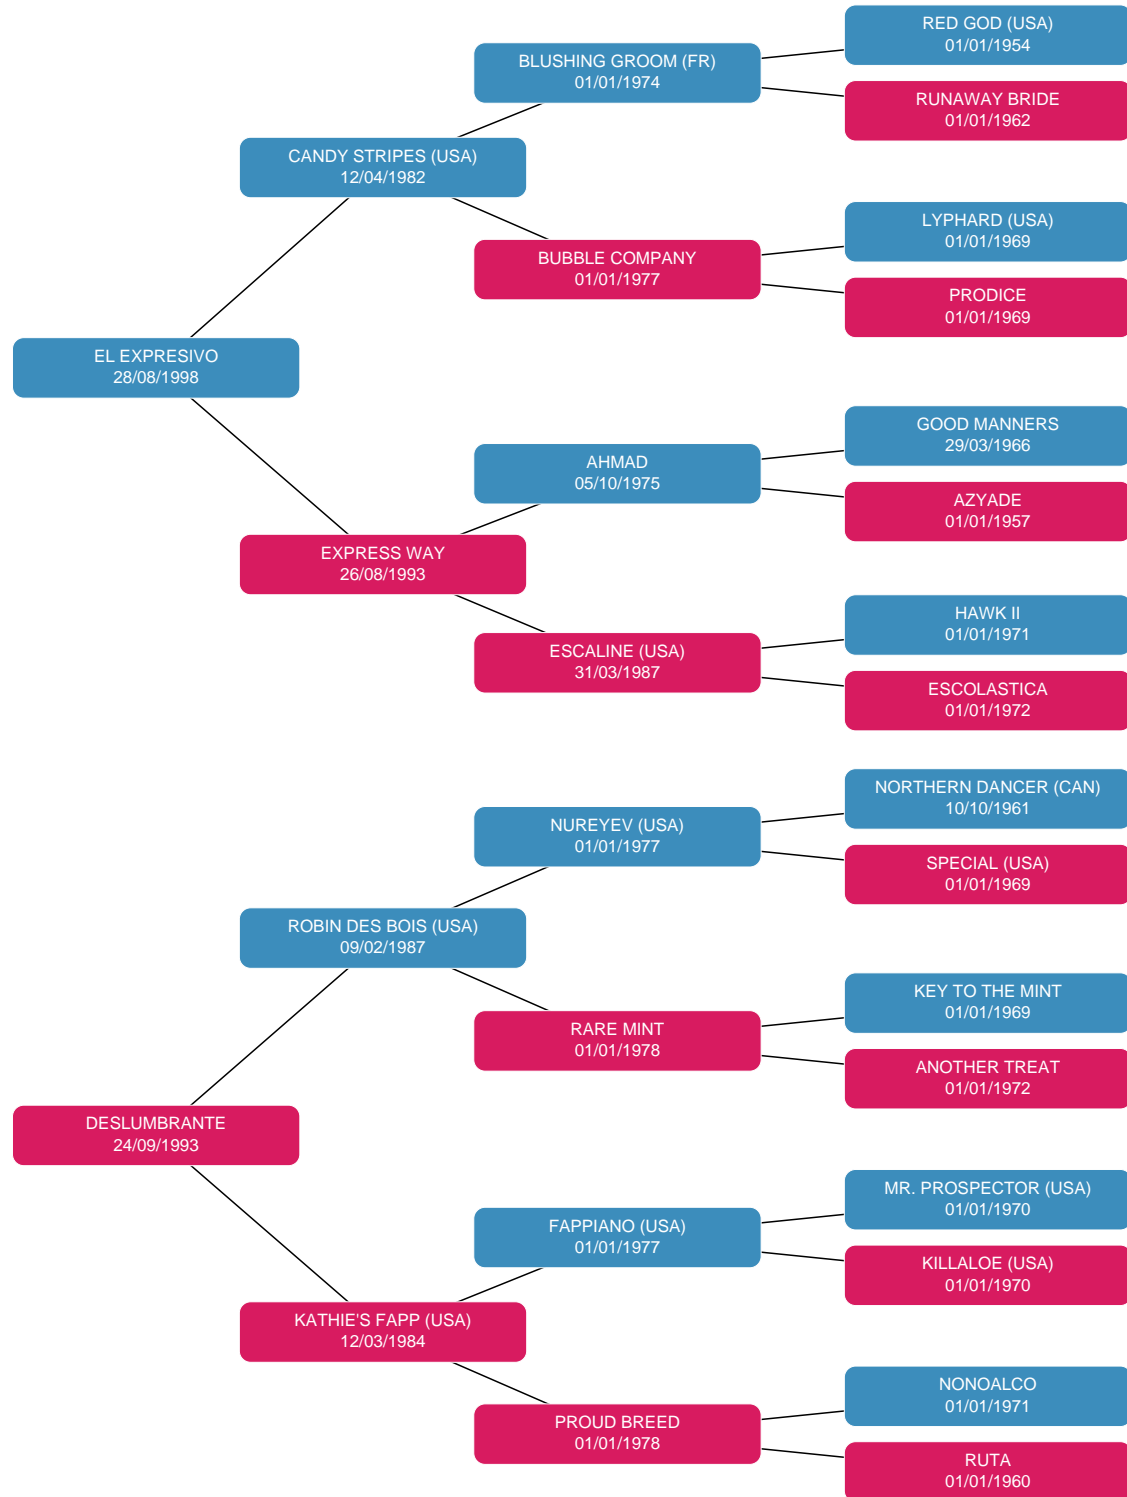 RED GOD (USA)
01/01/1954
BLUSHING GROOM (FR)
01/01/1974
RUNAWAY BRIDE
01/01/1962
CANDY STRIPES (USA)
12/04/1982
LYPHARD (USA)
01/01/1969
BUBBLE COMPANY
01/01/1977
PRODICE
01/01/1969
EL EXPRESIVO
28/08/1998
GOOD MANNERS
29/03/1966
AHMAD
05/10/1975
AZYADE
01/01/1957
EXPRESS WAY
26/08/1993
HAWK II
01/01/1971
ESCALINE (USA)
31/03/1987
ESCOLASTICA
01/01/1972
NORTHERN DANCER (CAN)
10/10/1961
NUREYEV (USA)
01/01/1977
SPECIAL (USA)
01/01/1969
ROBIN DES BOIS (USA)
09/02/1987
KEY TO THE MINT
01/01/1969
RARE MINT
01/01/1978
ANOTHER TREAT
01/01/1972
DESLUMBRANTE
24/09/1993
MR. PROSPECTOR (USA)
01/01/1970
FAPPIANO (USA)
01/01/1977
KILLALOE (USA)
01/01/1970
KATHIE'S FAPP (USA)
12/03/1984
NONOALCO
01/01/1971
PROUD BREED
01/01/1978
RUTA
01/01/1960